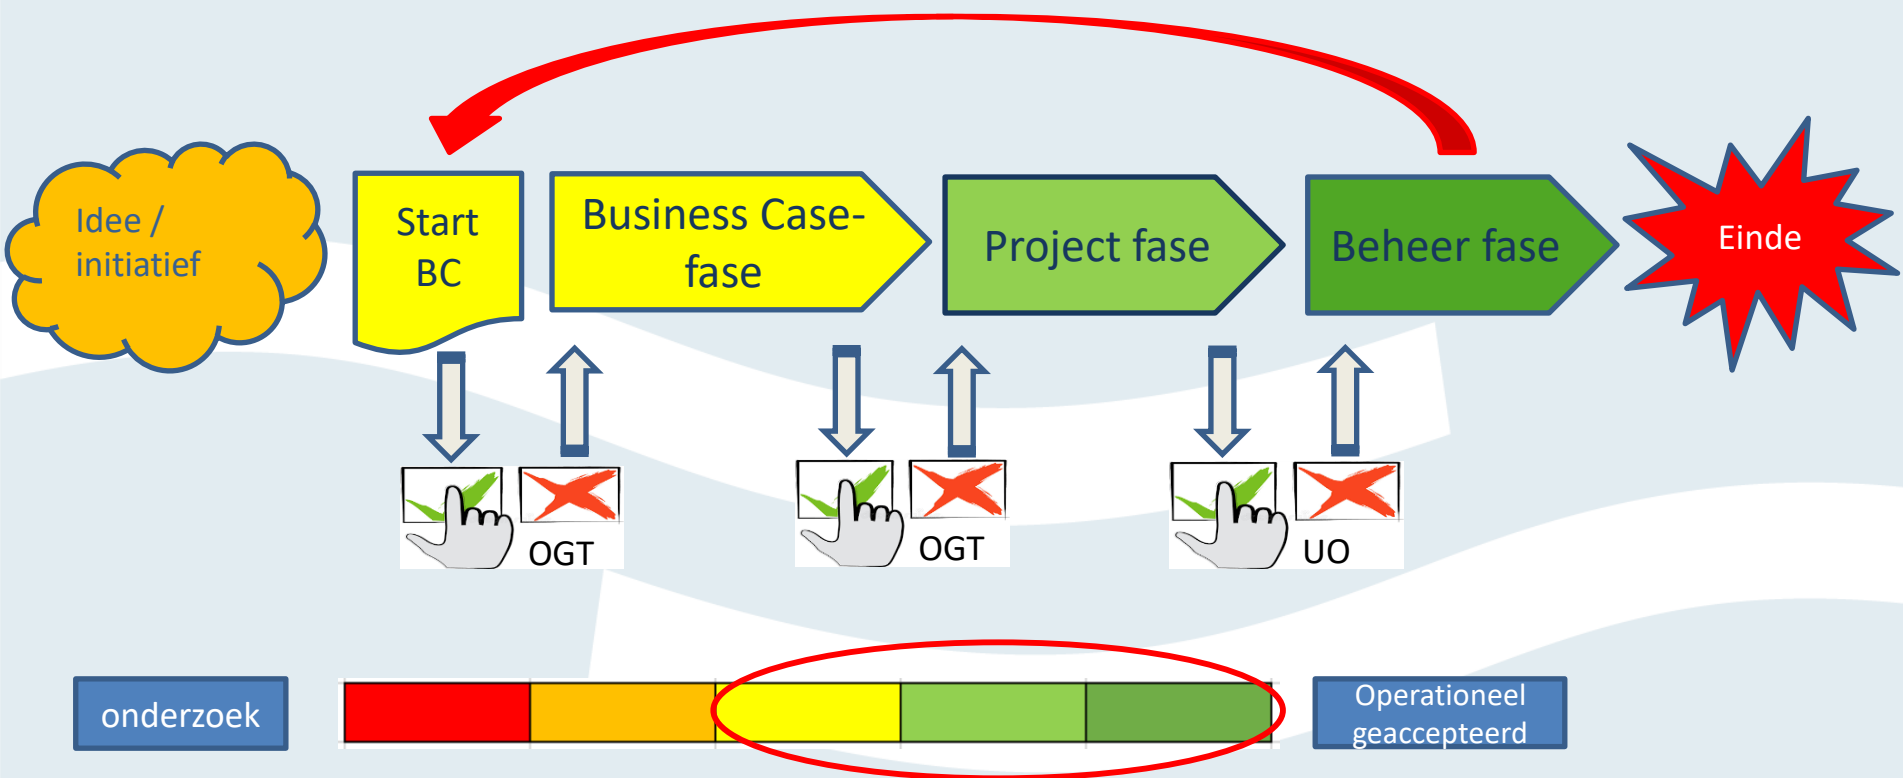 Idee /
initiatief
Start
BC
Business Case-
fase
Project fase
Beheer fase
Einde
OGT
OGT
UO
onderzoek
Operationeel
geaccepteerd